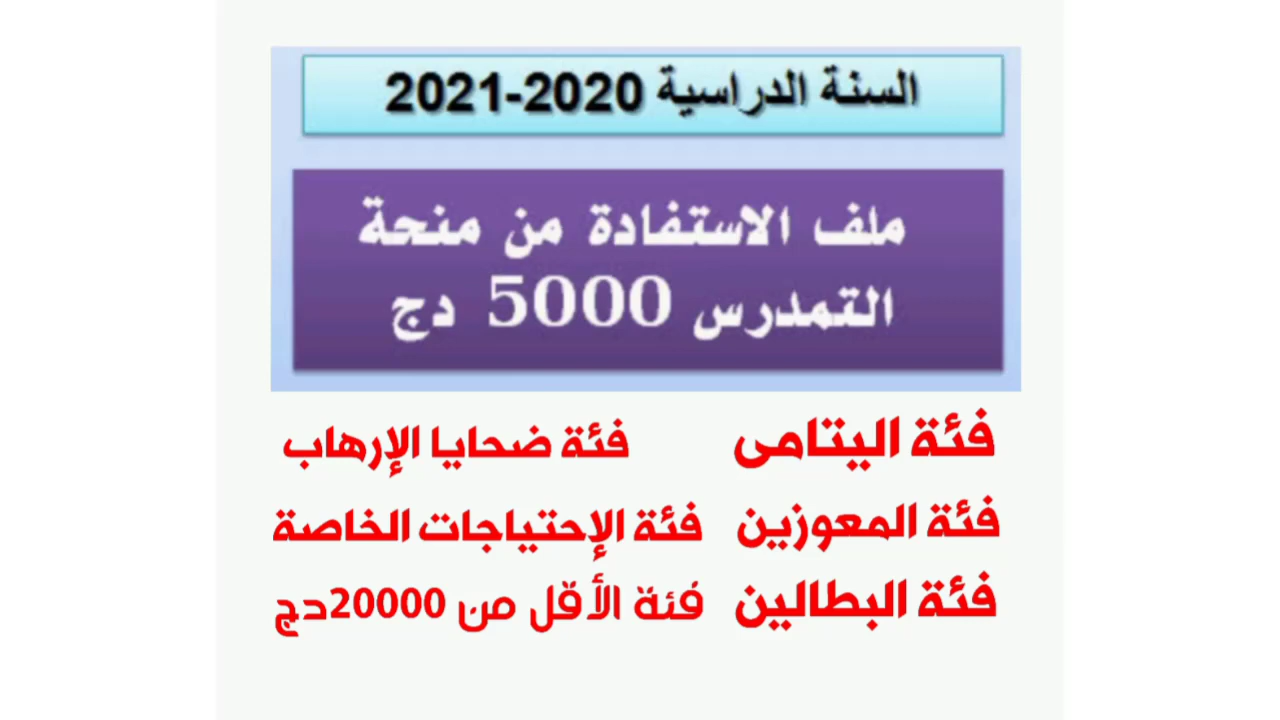 السنة الدراسية 2020-2021
ملف الاستفادة من منحة
التمدرس 5000 دج
فئة اليتامى
فئة ضحايا الإرهاب
فئة المعوزين
فئة الإحتياجات الخاصة
فئة البطالين
فئة الأقل من 20000دج